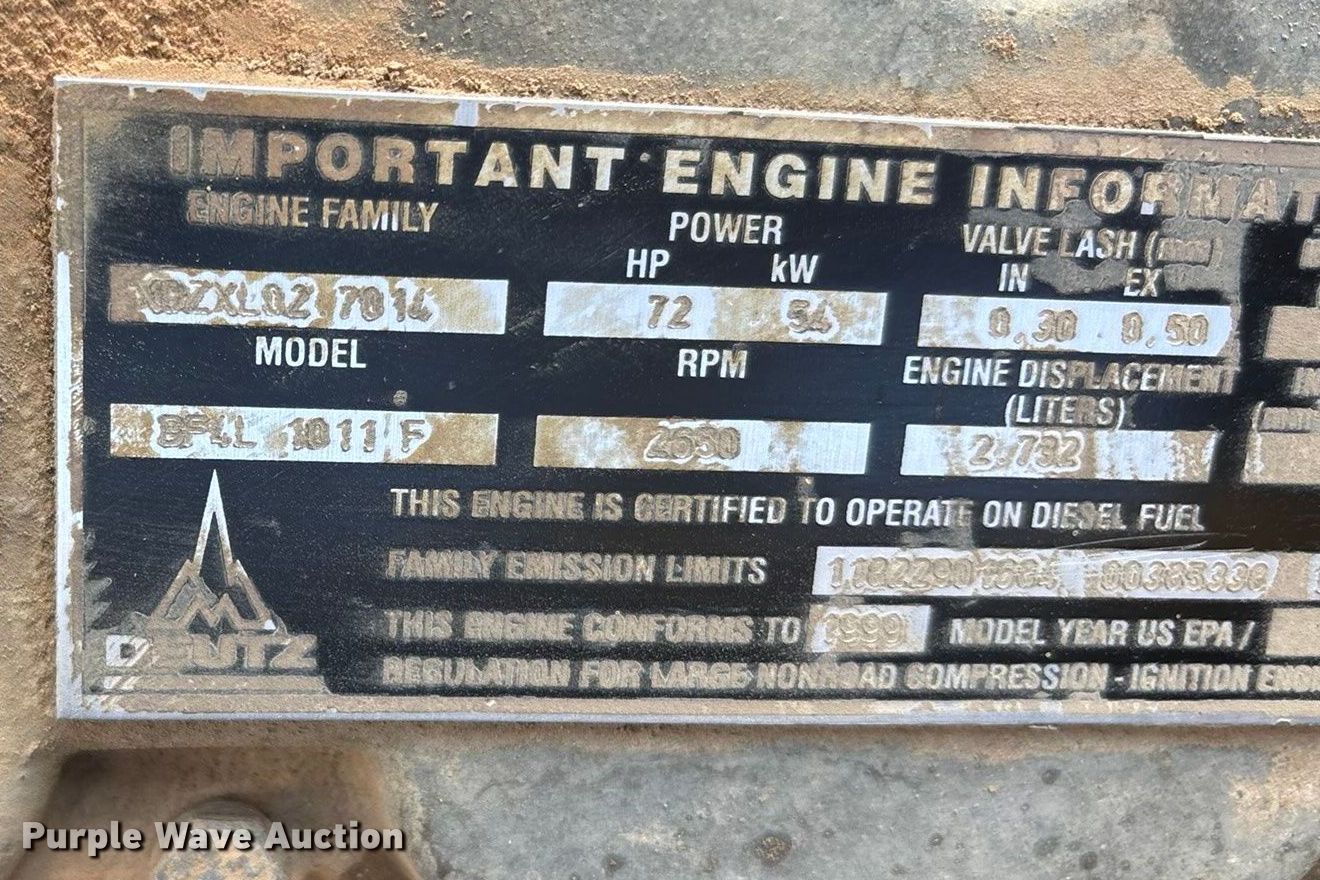 IMPORTANT ENGINE INFORMAT
ENGINE FAMILY
POWER
VALVE LASH (mm)
HP kW
IN EX
7014
72 54
0,30 0,50
MODEL
RPM
ENGINE DISPLACEMENT
(LITERS)
BF4L 1011 F
2.732
THIS ENGINE IS CERTIFIED TO OPERATE ON DIESEL FUEL
FAMILY EMISSION LIMITS
THIS ENGINE CONFORMS TO 1999 MODEL YEAR US EPA /
DEUTZ
REGULATION FOR LARGE NONROAD COMPRESSION - IGNITION ENG
Purple Wave Auction